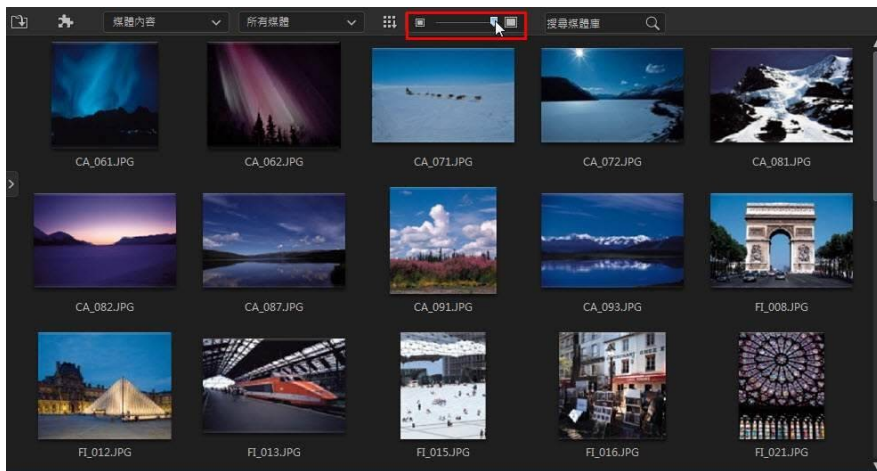 媒體內容
所有媒體
搜尋媒體庫
CA_061.JPG
CA_062.JPG
CA_071.JPG
CA_072.JPG
CA_081.JPG
CA_082.JPG
CA_087.JPG
CA_091.JPG
CA_093.JPG
FI_008.JPG
FI_012.JPG
FI_013.JPG
FI_015.JPG
FI_016.JPG
FI_021.JPG